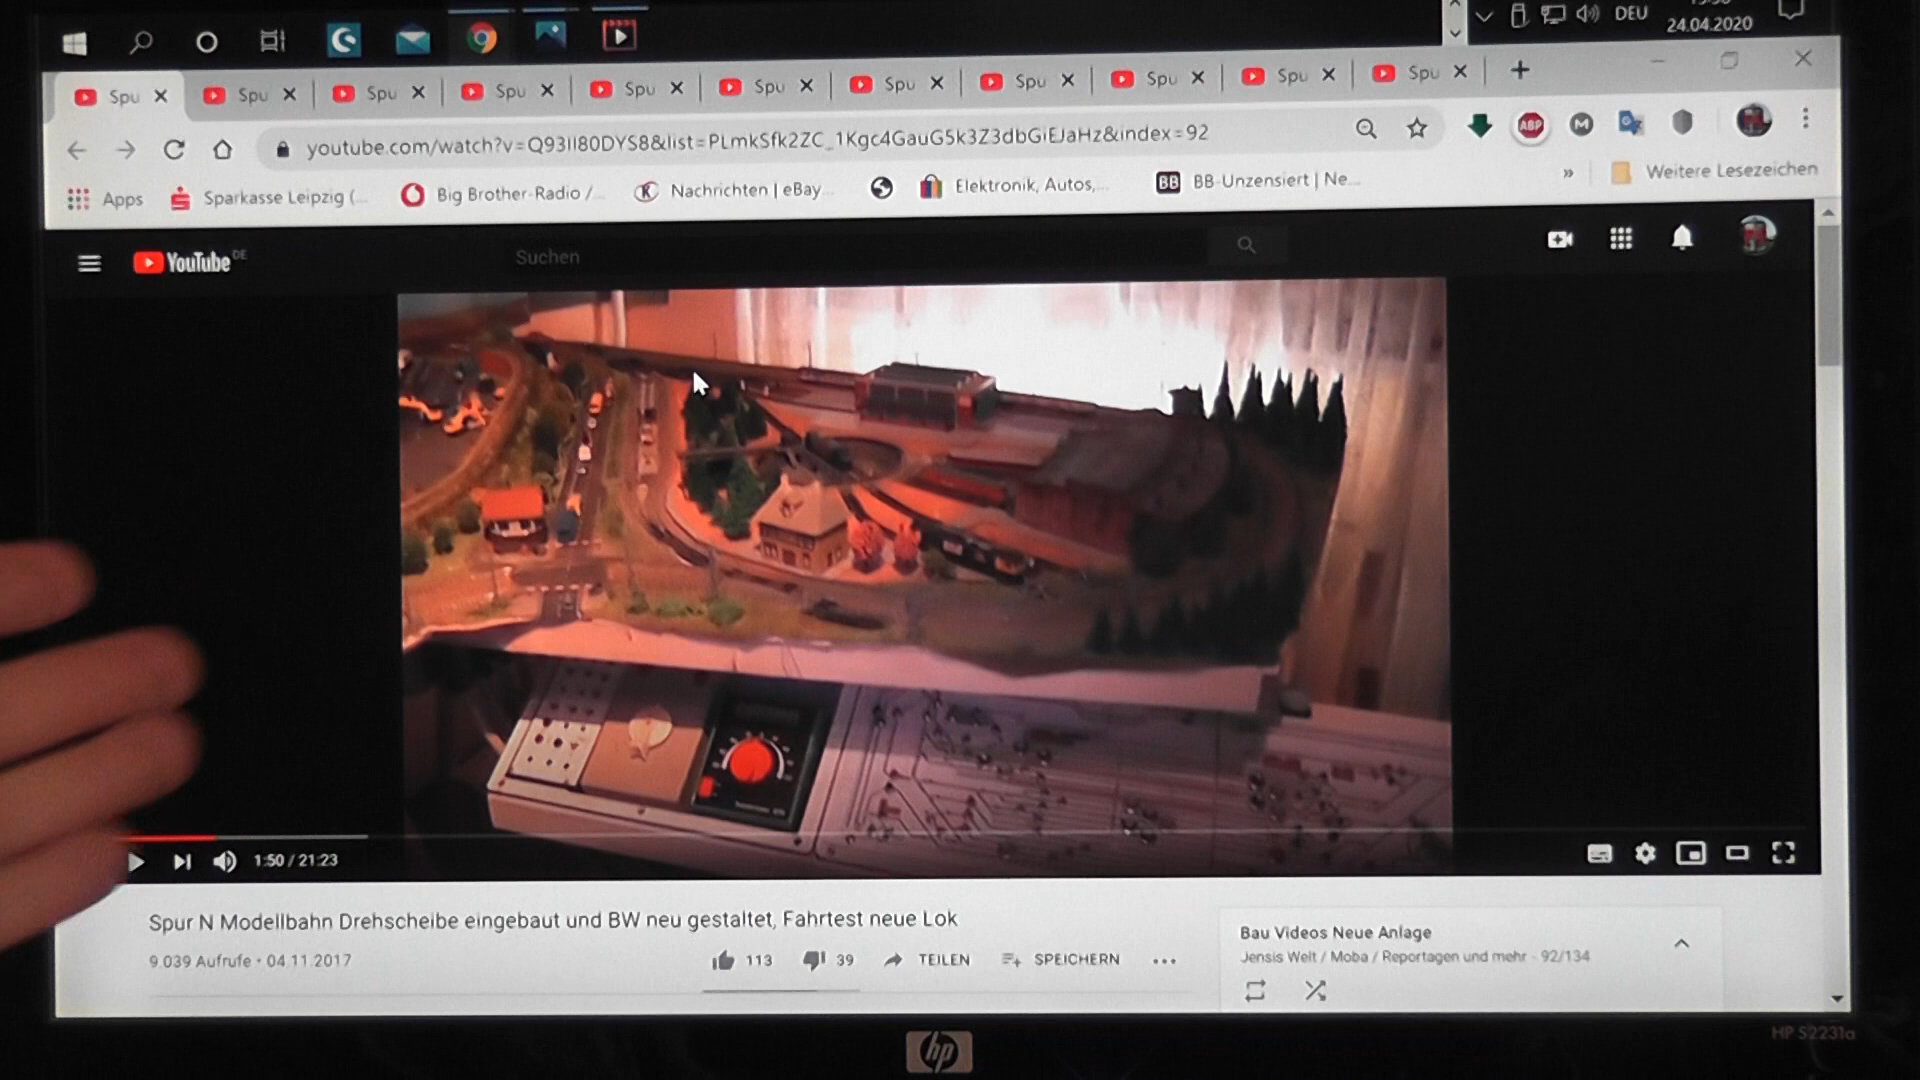 DEU
24.04.2020
Spu Spu Spu Spu Spu Spu Spu Spu Spu Spu Spu
youtube.com/watch?v=Q93II80DYS8&list=PLmkSfk2ZC_1Kgc4GauG5k3Z3dbGiEJaHz&index=92
ABP
M
Apps Sparkasse Leipzig (... Big Brother-Radio /... K Nachrichten | eBay... Elektronik, Autos,... BB BB-Unzensiert | Ne... » Weitere Lesezeichen
YouTube DE
Suchen
1:50 / 21:23
Spur N Modellbahn Drehscheibe eingebaut und BW neu gestaltet, Fahrtest neue Lok
9.039 Aufrufe • 04.11.2017
113 39 TEILEN SPEICHERN
Bau Videos Neue Anlage
Jensis Welt / Moba / Reportagen und mehr - 92/134
hp
HP S2231a